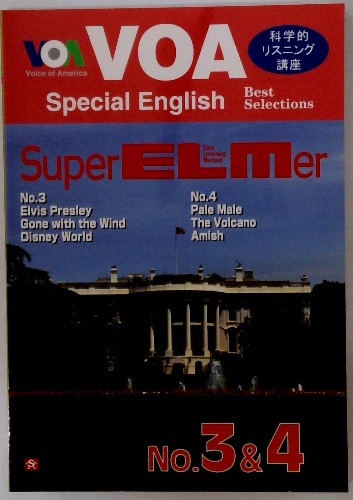 VOA
Voice of America
VOA
科学的
リスニング
講座
Special English
Best
Selections
Super ELMer
No.3
Elvis Presley
Gone with the Wind
Disney World
No.4
Pale Male
The Volcano
Amish
No.3&4